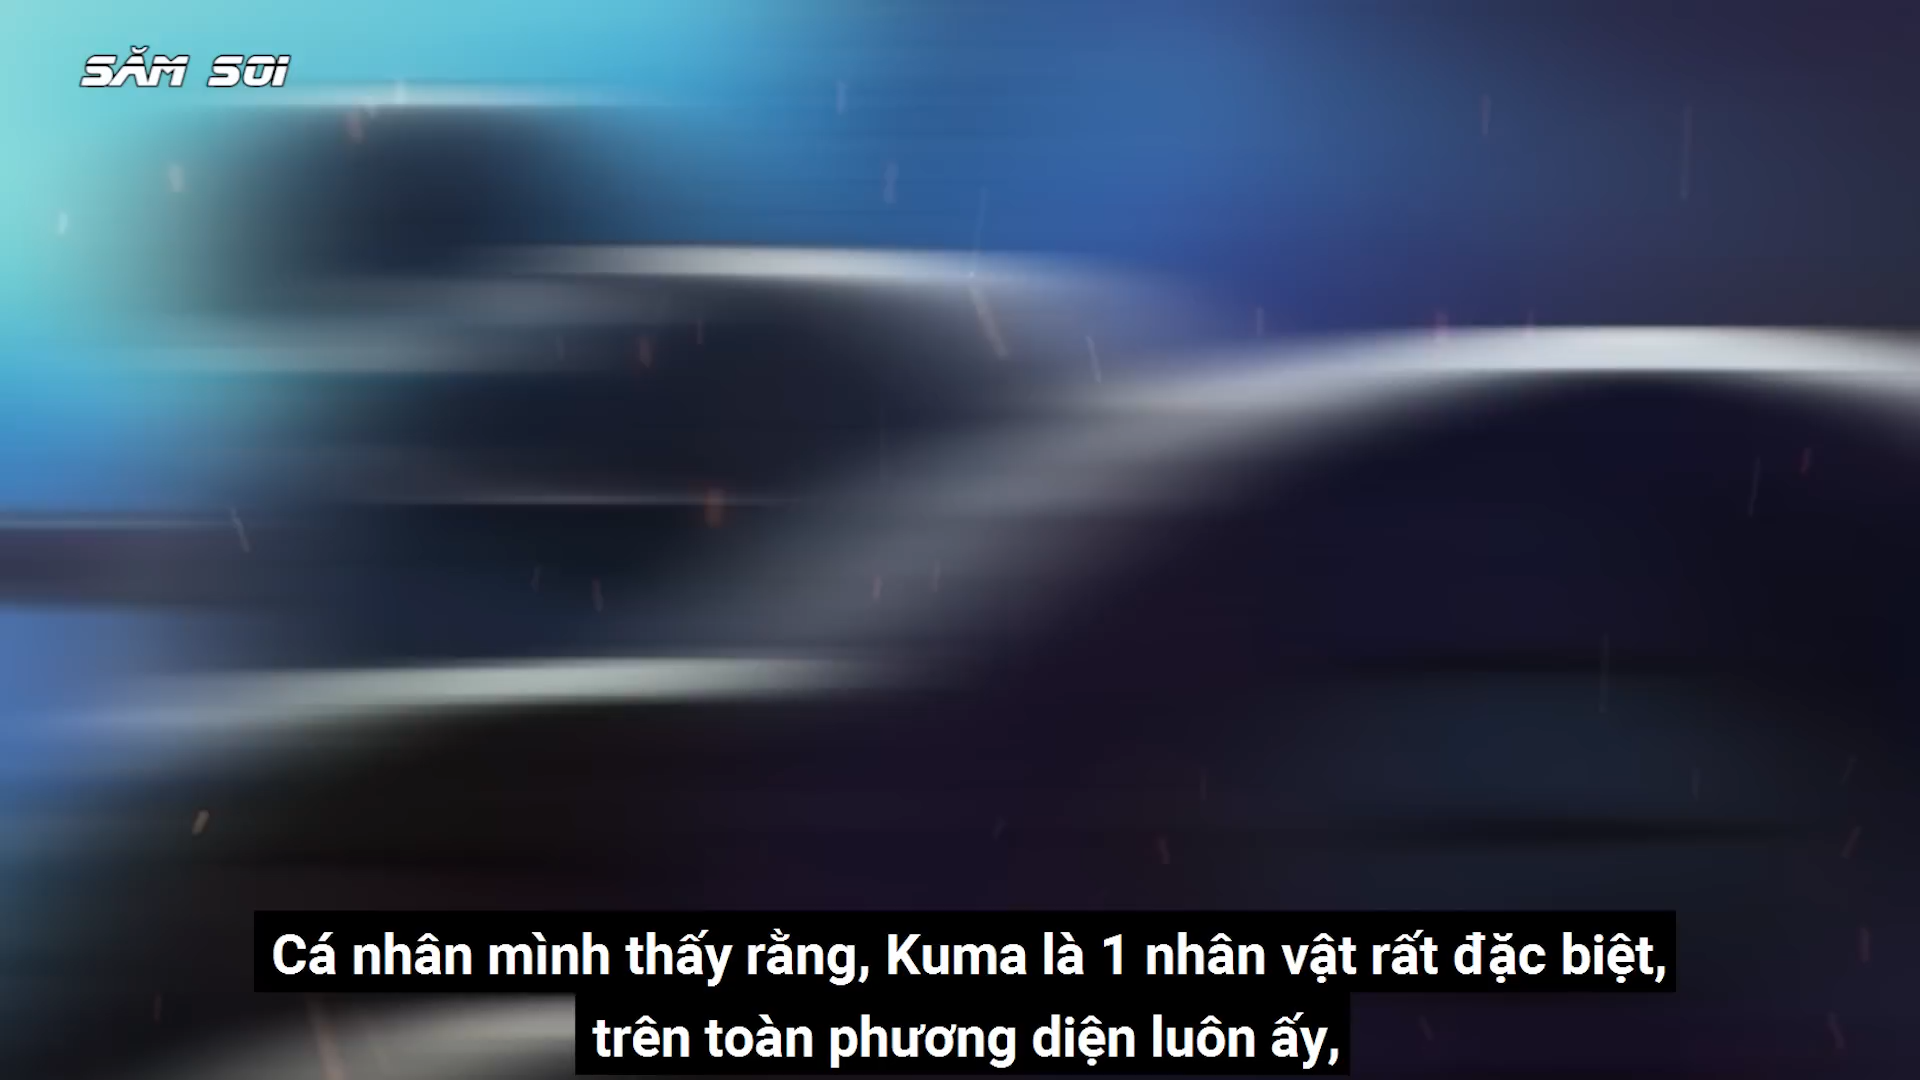 SĂM SOI
Cá nhân mình thấy rằng, Kuma là 1 nhân vật rất đặc biệt,
trên toàn phương diện luôn ấy,